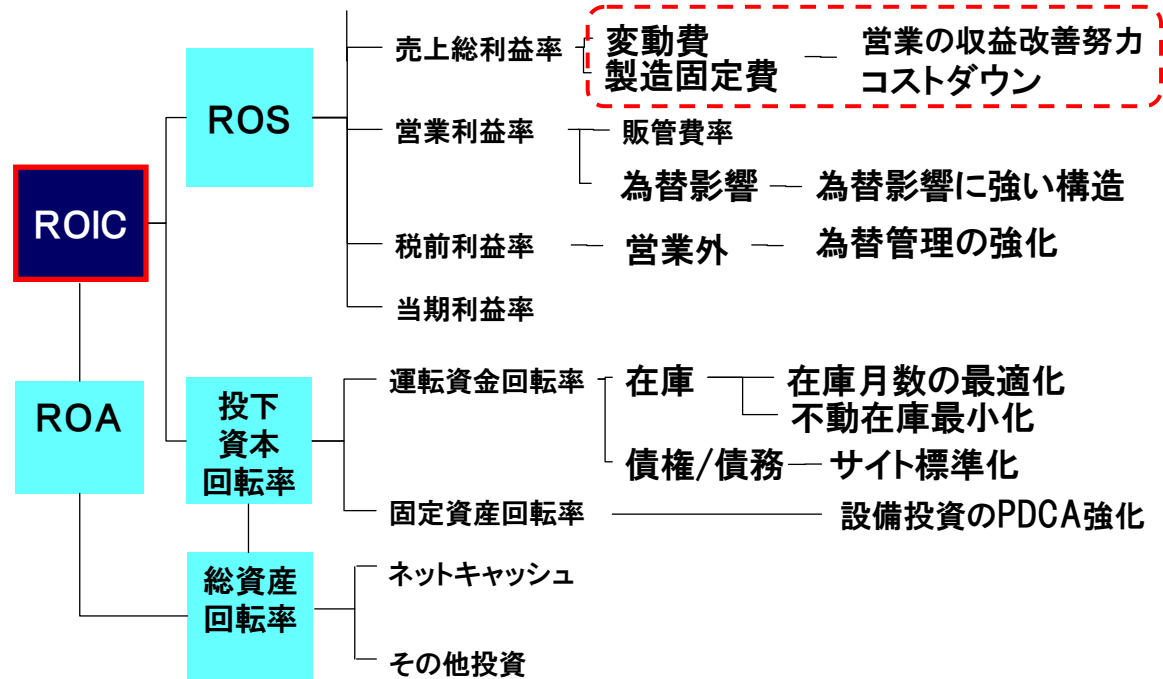 売上総利益率
変動費
製造固定費
営業の収益改善努力
コストダウン
ROS
営業利益率
販管費率
為替影響
為替影響に強い構造
ROIC
税前利益率
営業外
為替管理の強化
当期利益率
運転資金回転率
在庫
在庫月数の最適化
不動在庫最小化
ROA
投下
資本
回転率
債権/債務
サイト標準化
固定資産回転率
設備投資のPDCA強化
総資産
回転率
ネットキャッシュ
その他投資